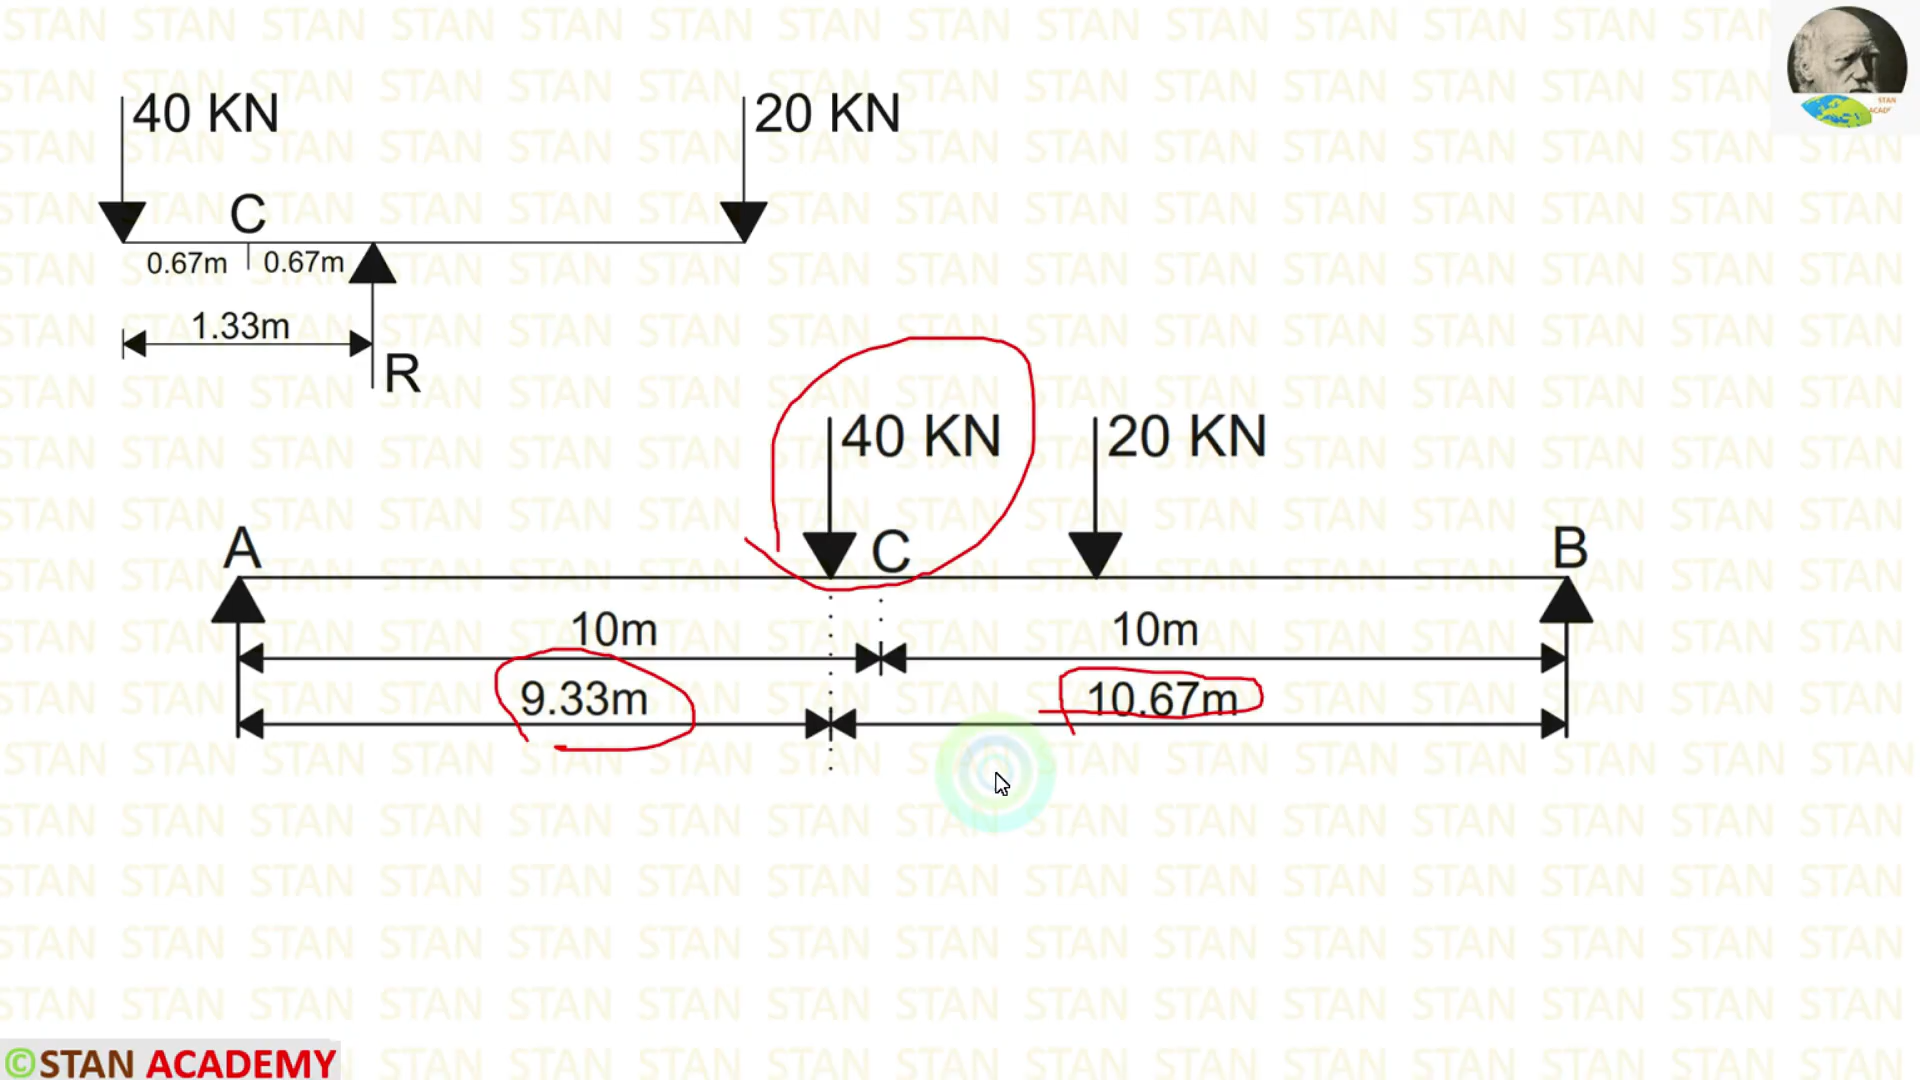 40 KN
20 KN
C
0.67m
0.67m
1.33m
R
40 KN
20 KN
A
C
B
10m
10m
9.33m
10.67m
STAN
©STAN ACADEMY